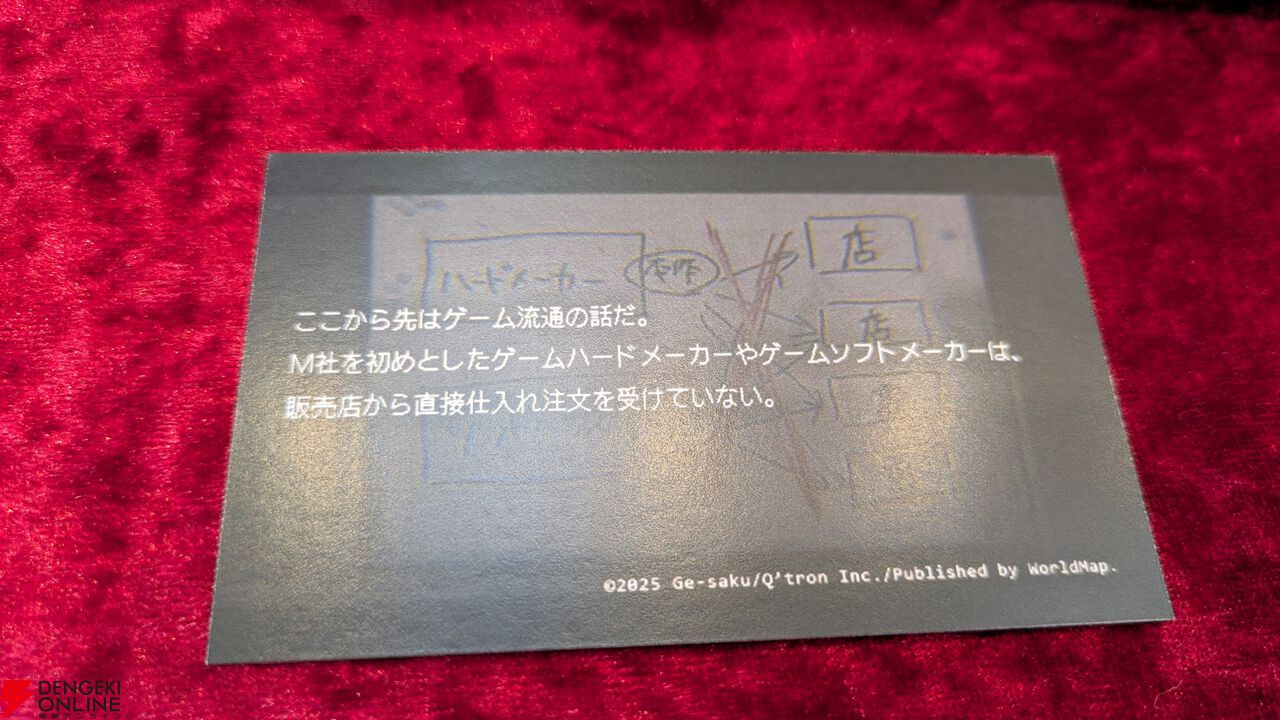 ハードメーカー
店
店
ここから先はゲーム流通の話だ。
M社を初めとしたゲームハードメーカーやゲームソフトメーカーは、
販売店から直接仕入れ注文を受けていない。
©2025 Ge-saku/Q'tron Inc./Published by WorldMap.
DENGEKI
ONLINE